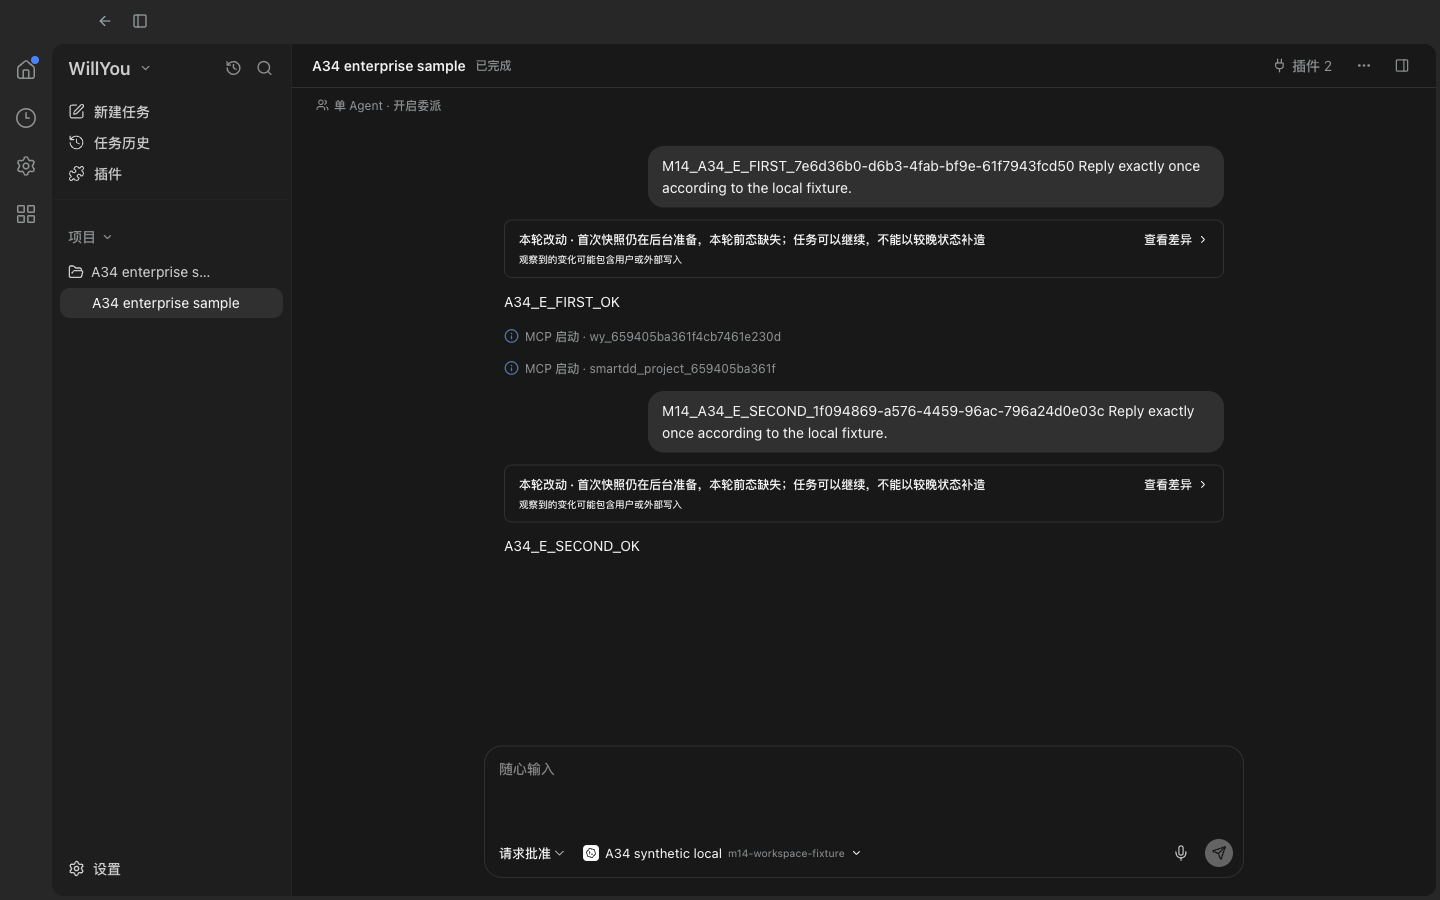 WillYou
新建任务
任务历史
插件
项目
A34 enterprise s...
A34 enterprise sample
设置
A34 enterprise sample 已完成
插件 2
单 Agent · 开启委派
M14_A34_E_FIRST_7e6d36b0-d6b3-4fab-bf9e-61f7943fcd50 Reply exactly once
according to the local fixture.
本轮改动 · 首次快照仍在后台准备，本轮前态缺失；任务可以继续，不能以较晚状态补造
查看差异
观察到的变化可能包含用户或外部写入
A34_E_FIRST_OK
MCP 启动 · wy_659405ba361f4cb7461e230d
MCP 启动 · smartdd_project_659405ba361f
M14_A34_E_SECOND_1f094869-a576-4459-96ac-796a24d0e03c Reply exactly
once according to the local fixture.
本轮改动 · 首次快照仍在后台准备，本轮前态缺失；任务可以继续，不能以较晚状态补造
查看差异
观察到的变化可能包含用户或外部写入
A34_E_SECOND_OK
随心输入
请求批准
A34 synthetic local m14-workspace-fixture